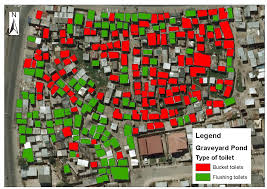 N
Legend
Graveyard Pond
Type of toilet
Bucket toilets
Flushing toilets